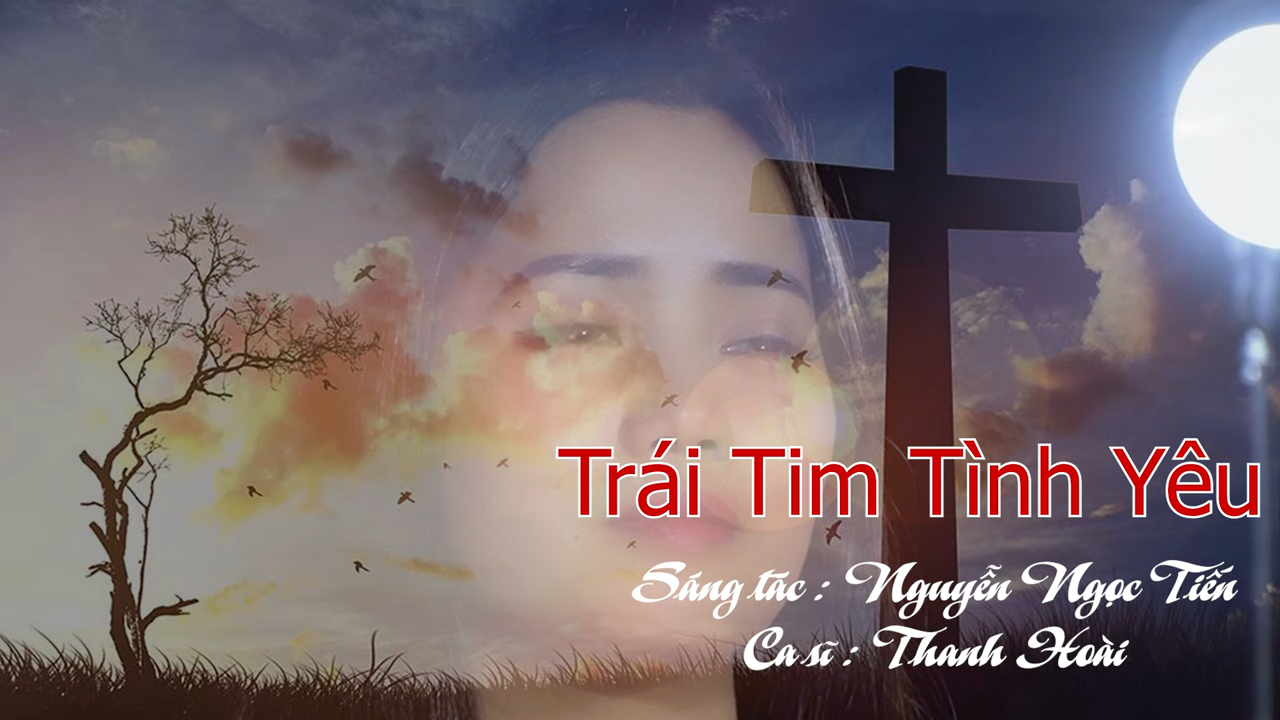 Trái Tim Tình Yêu
Sáng tác : Nguyễn Ngọc Tiến
Ca sĩ : Thanh Hoài